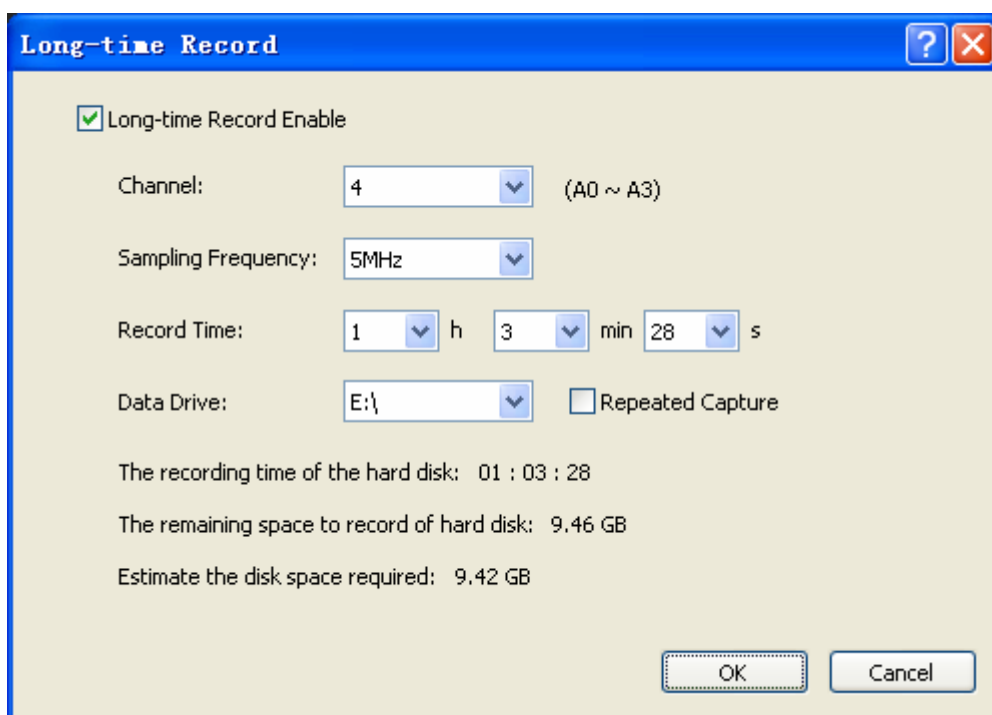 Long-time Record
Long-time Record Enable
Channel: 4 (A0 ~ A3)
Sampling Frequency: 5MHz
Record Time: 1 h 3 min 28 s
Data Drive: E:\ Repeated Capture
The recording time of the hard disk: 01 : 03 : 28
The remaining space to record of hard disk: 9.46 GB
Estimate the disk space required: 9.42 GB
OK Cancel